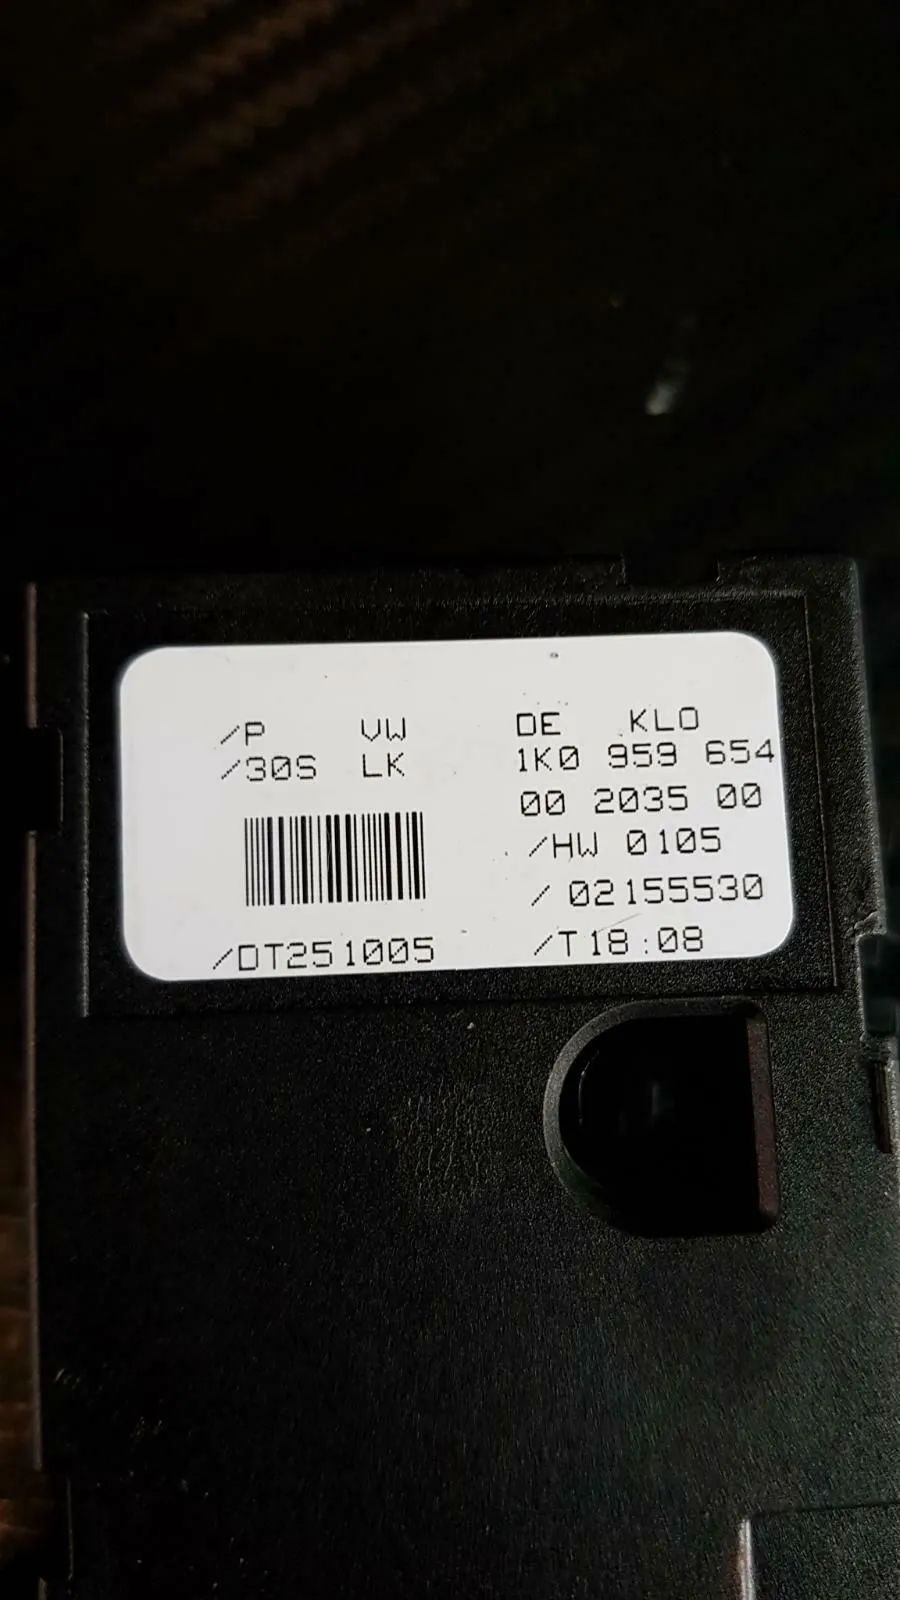 /P VW DE KLO
/30S LK 1K0 959 654
00 2035 00
/HW 0105
/ 02155530
/DT251005 /T18:08